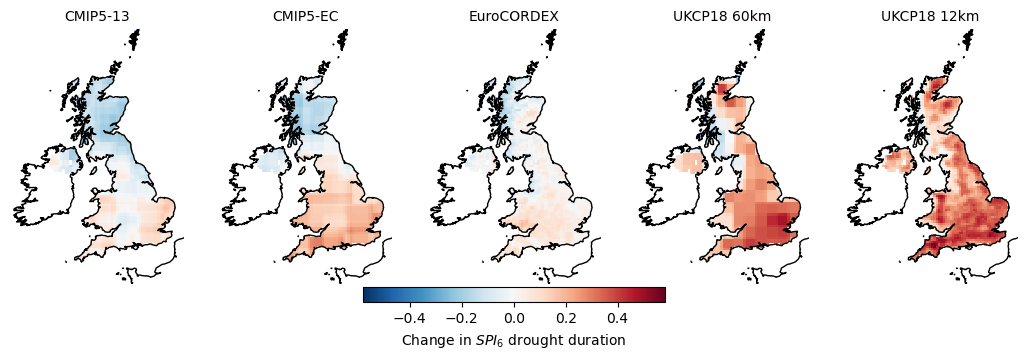 CMIP5-13 CMIP5-EC EuroCORDEX UKCP18 60km UKCP18 12km
−0.4 −0.2 0.0 0.2 0.4
Change in SPI₆ drought duration